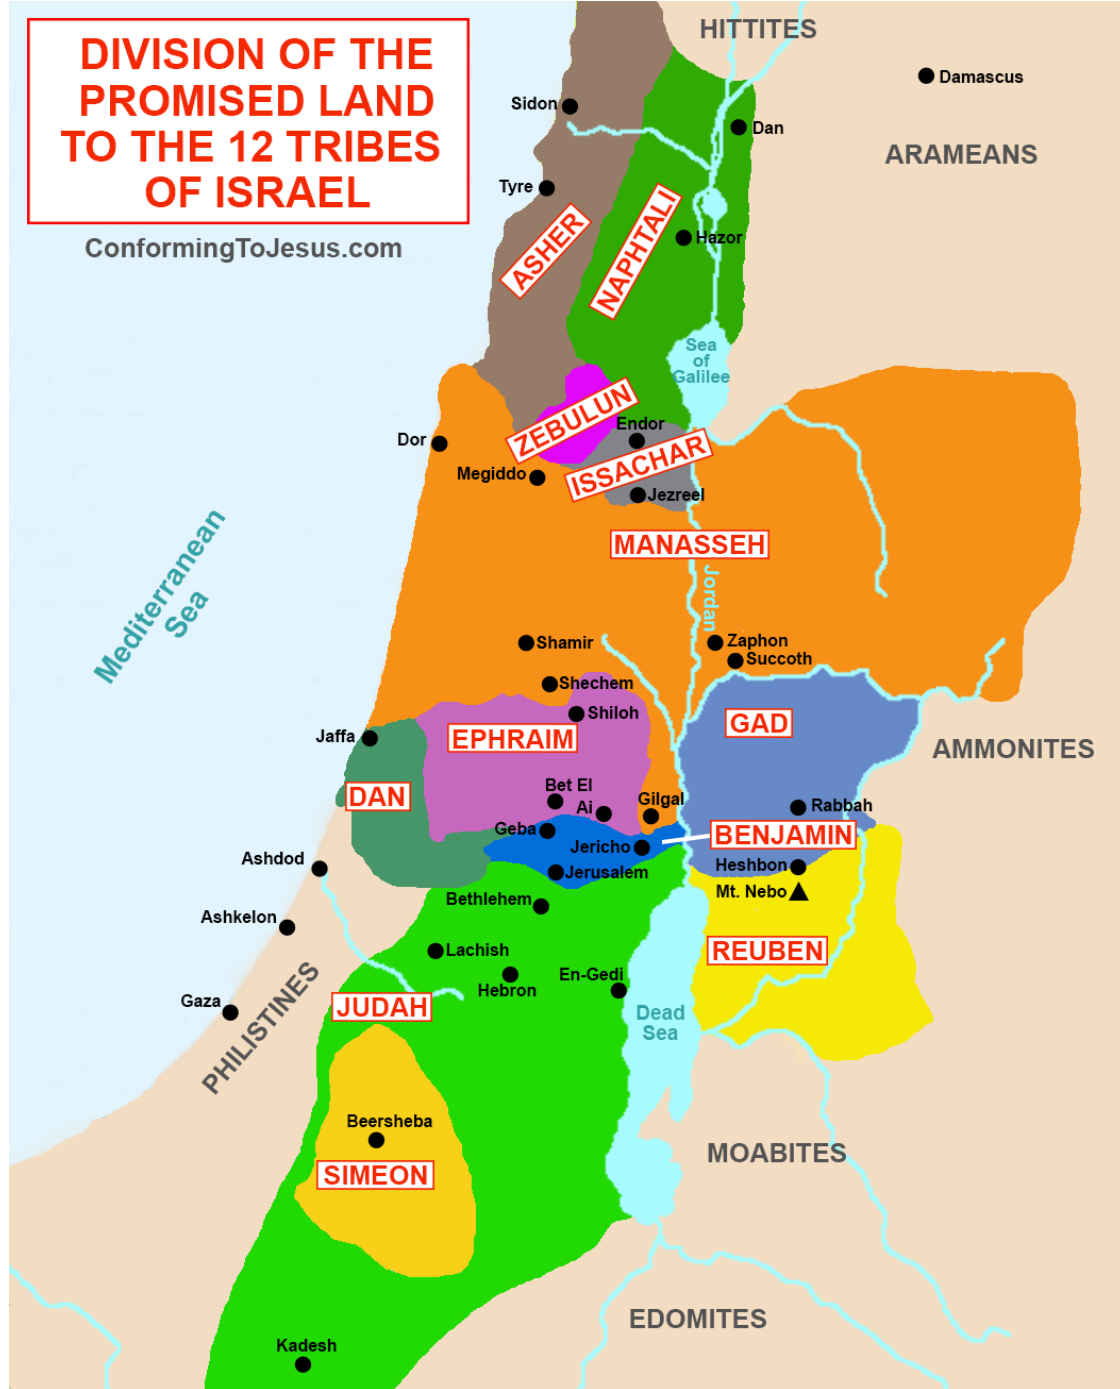 DIVISION OF THE
PROMISED LAND
TO THE 12 TRIBES
OF ISRAEL
ConformingToJesus.com
HITTITES
Damascus
Sidon
Dan
ARAMEANS
Tyre
ASHER
NAPHTALI
Hazor
Sea
of
Galilee
ZEBULUN
Endor
Dor
ISSACHAR
Megiddo
Jezreel
MANASSEH
Mediterranean
Sea
Jordan
Shamir
Zaphon
Succoth
Shechem
Shiloh
GAD
Jaffa
EPHRAIM
AMMONITES
DAN
Bet El
Ai
Gilgal
Rabbah
Geba
BENJAMIN
Jericho
Ashdod
Jerusalem
Heshbon
Mt. Nebo
Bethlehem
Ashkelon
Lachish
REUBEN
Hebron
En-Gedi
Gaza
JUDAH
PHILISTINES
Dead
Sea
Beersheba
SIMEON
MOABITES
EDOMITES
Kadesh